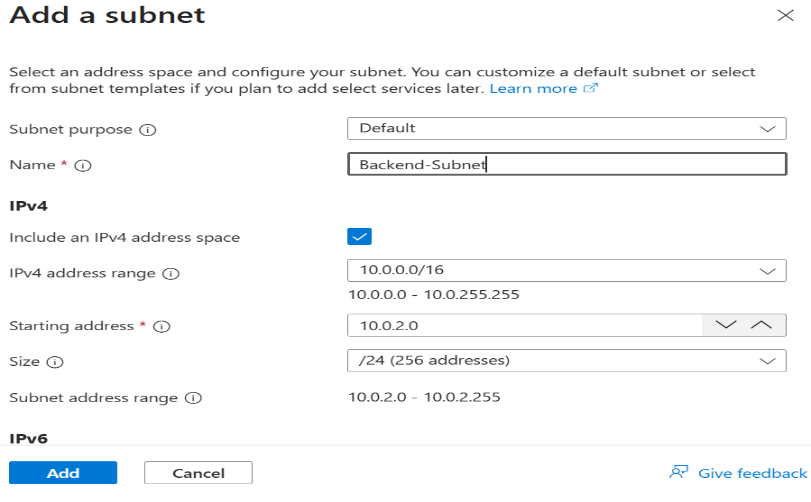 Add a subnet
Select an address space and configure your subnet. You can customize a default subnet or select
from subnet templates if you plan to add select services later. Learn more
Subnet purpose
Default
Name *
Backend-Subnet
IPv4
Include an IPv4 address space
IPv4 address range
10.0.0.0/16
10.0.0.0 - 10.0.255.255
Starting address *
10.0.2.0
Size
/24 (256 addresses)
Subnet address range
10.0.2.0 - 10.0.2.255
IPv6
Add
Cancel
Give feedback